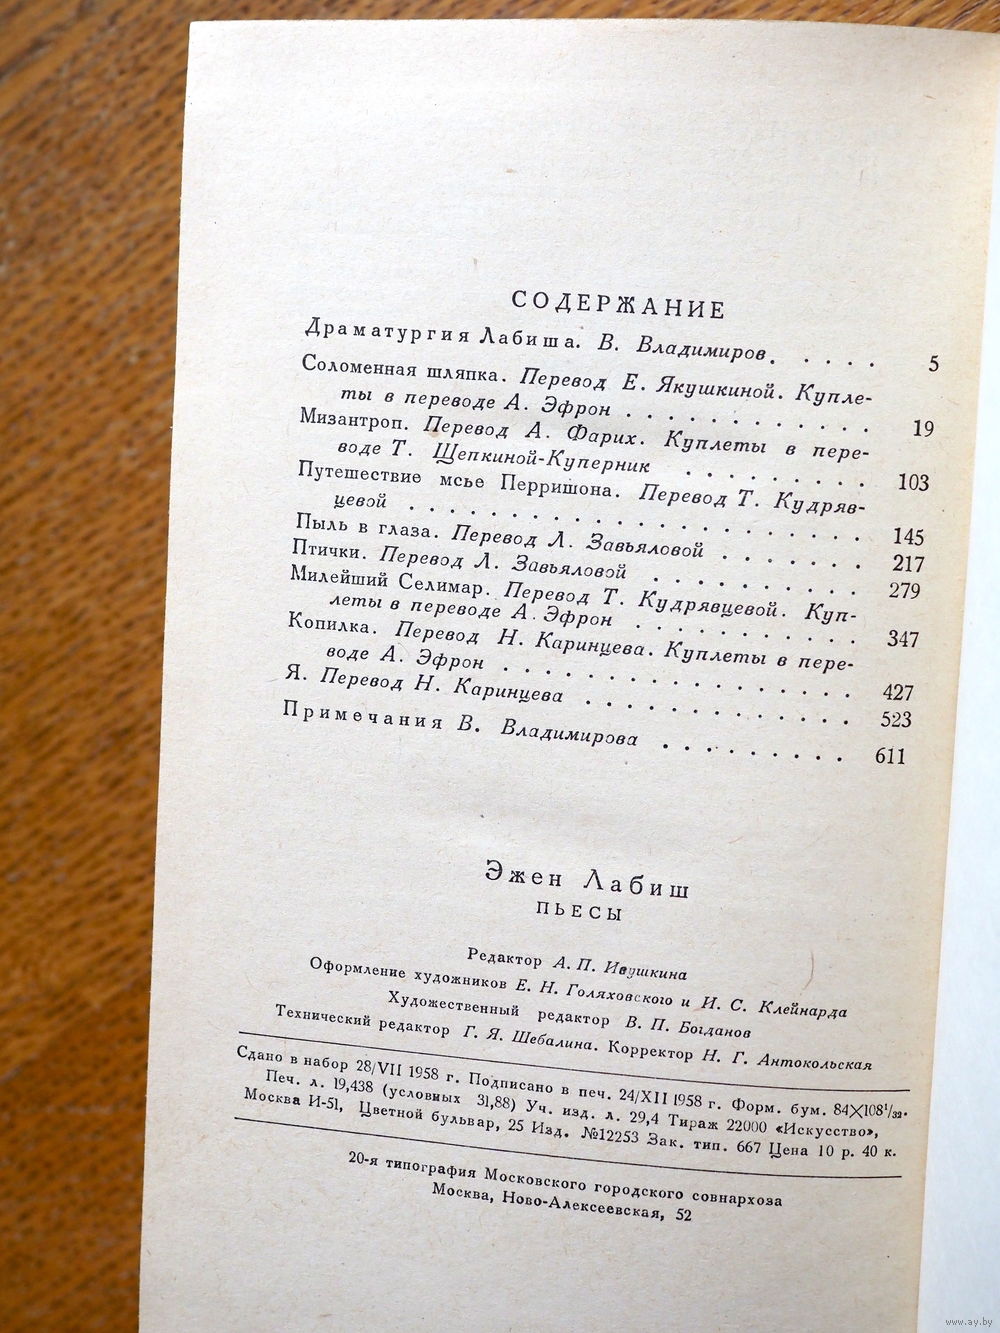 СОДЕРЖАНИЕ
Драматургия Лабиша. В. Владимиров. . . . . 5
Соломенная шляпка. Перевод Е. Якушкиной. Купле-
ты в переводе А. Эфрон . . . . . . . . . . 19
Мизантроп. Перевод А. Фарих. Куплеты в пере-
воде Т. Щепкиной-Куперник . . . . . . . . 103
Путешествие мсье Перришона. Перевод Т. Кудряв-
цевой . . . . . . . . . . . . . . . . . . 145
Пыль в глаза. Перевод Л. Завьяловой . . . . . . 217
Птички. Перевод Л. Завьяловой . . . . . . . . . 279
Милейший Селимар. Перевод Т. Кудрявцевой. Куп-
леты в переводе А. Эфрон . . . . . . . . . 347
Копилка. Перевод Н. Каринцева. Куплеты в пере-
воде А. Эфрон . . . . . . . . . . . . . . 427
Я. Перевод Н. Каринцева . . . . . . . . . . . . 523
Примечания В. Владимирова . . . . . . . . . 611
Эжен Лабиш
ПЬЕСЫ
Редактор А. П. Ивушкина
Оформление художников Е. Н. Голяховского и И. С. Клейнарда
Художественный редактор В. П. Богданов
Технический редактор Г. Я. Шебалина. Корректор Н. Г. Антокольская
Сдано в набор 28/VII 1958 г. Подписано в печ. 24/XII 1958 г. Форм. бум. 84×108¹/₃₂.
Печ. л. 19,438 (условных 31,88) Уч. изд. л. 29,4 Тираж 22000 «Искусство»,
Москва И-51, Цветной бульвар, 25 Изд. №12253 Зак. тип. 667 Цена 10 р. 40 к.
20-я типография Московского городского совнархоза
Москва, Ново-Алексеевская, 52
www.ay.by